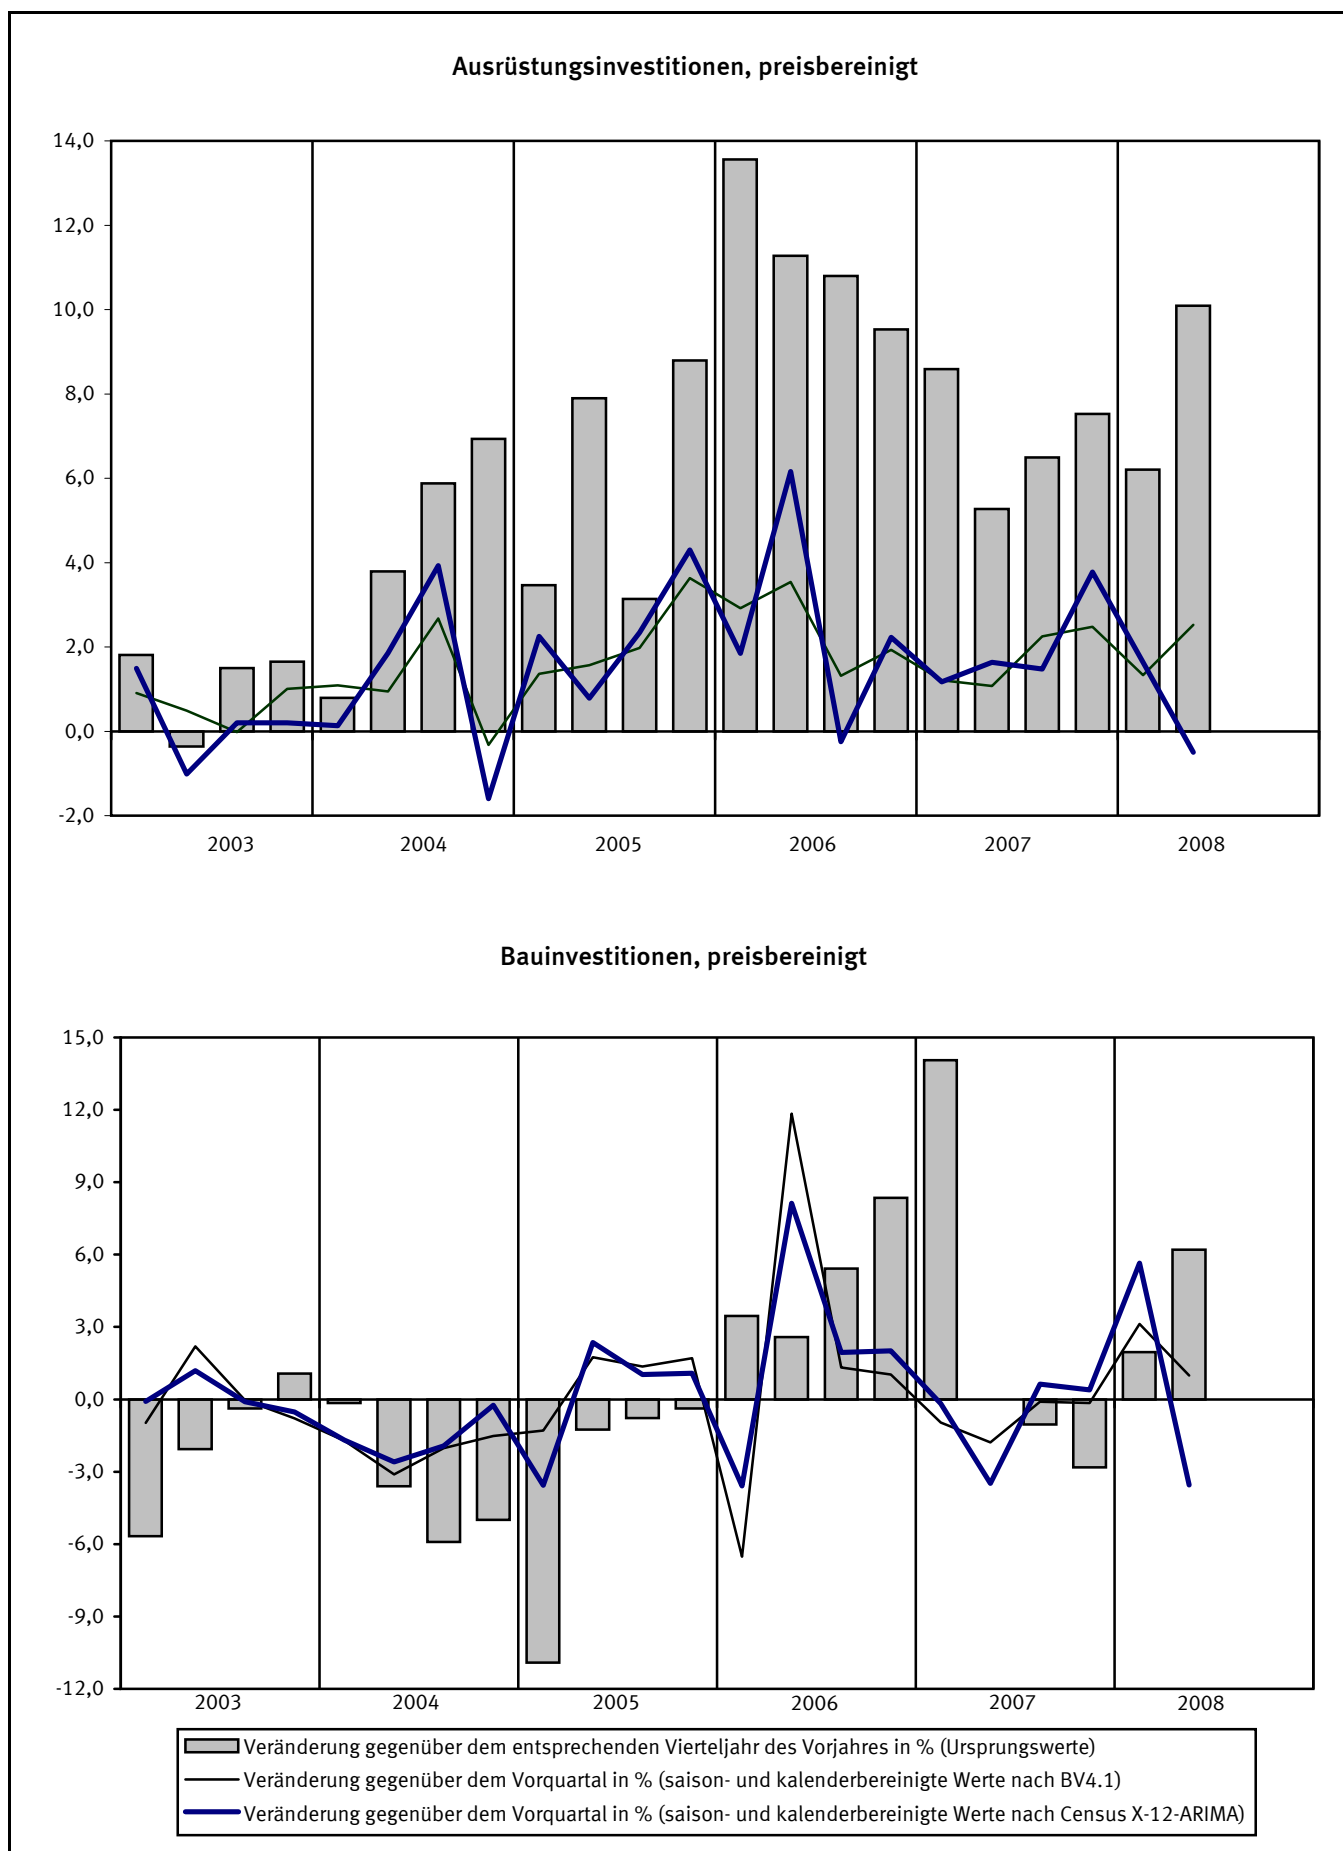 Ausrüstungsinvestitionen, preisbereinigt
14,0
12,0
10,0
8,0
6,0
4,0
2,0
0,0
-2,0
2003 2004 2005 2006 2007 2008
Bauinvestitionen, preisbereinigt
15,0
12,0
9,0
6,0
3,0
0,0
-3,0
-6,0
-9,0
-12,0
2003 2004 2005 2006 2007 2008
Veränderung gegenüber dem entsprechenden Vierteljahr des Vorjahres in % (Ursprungswerte)
Veränderung gegenüber dem Vorquartal in % (saison- und kalenderbereinigte Werte nach BV4.1)
Veränderung gegenüber dem Vorquartal in % (saison- und kalenderbereinigte Werte nach Census X-12-ARIMA)